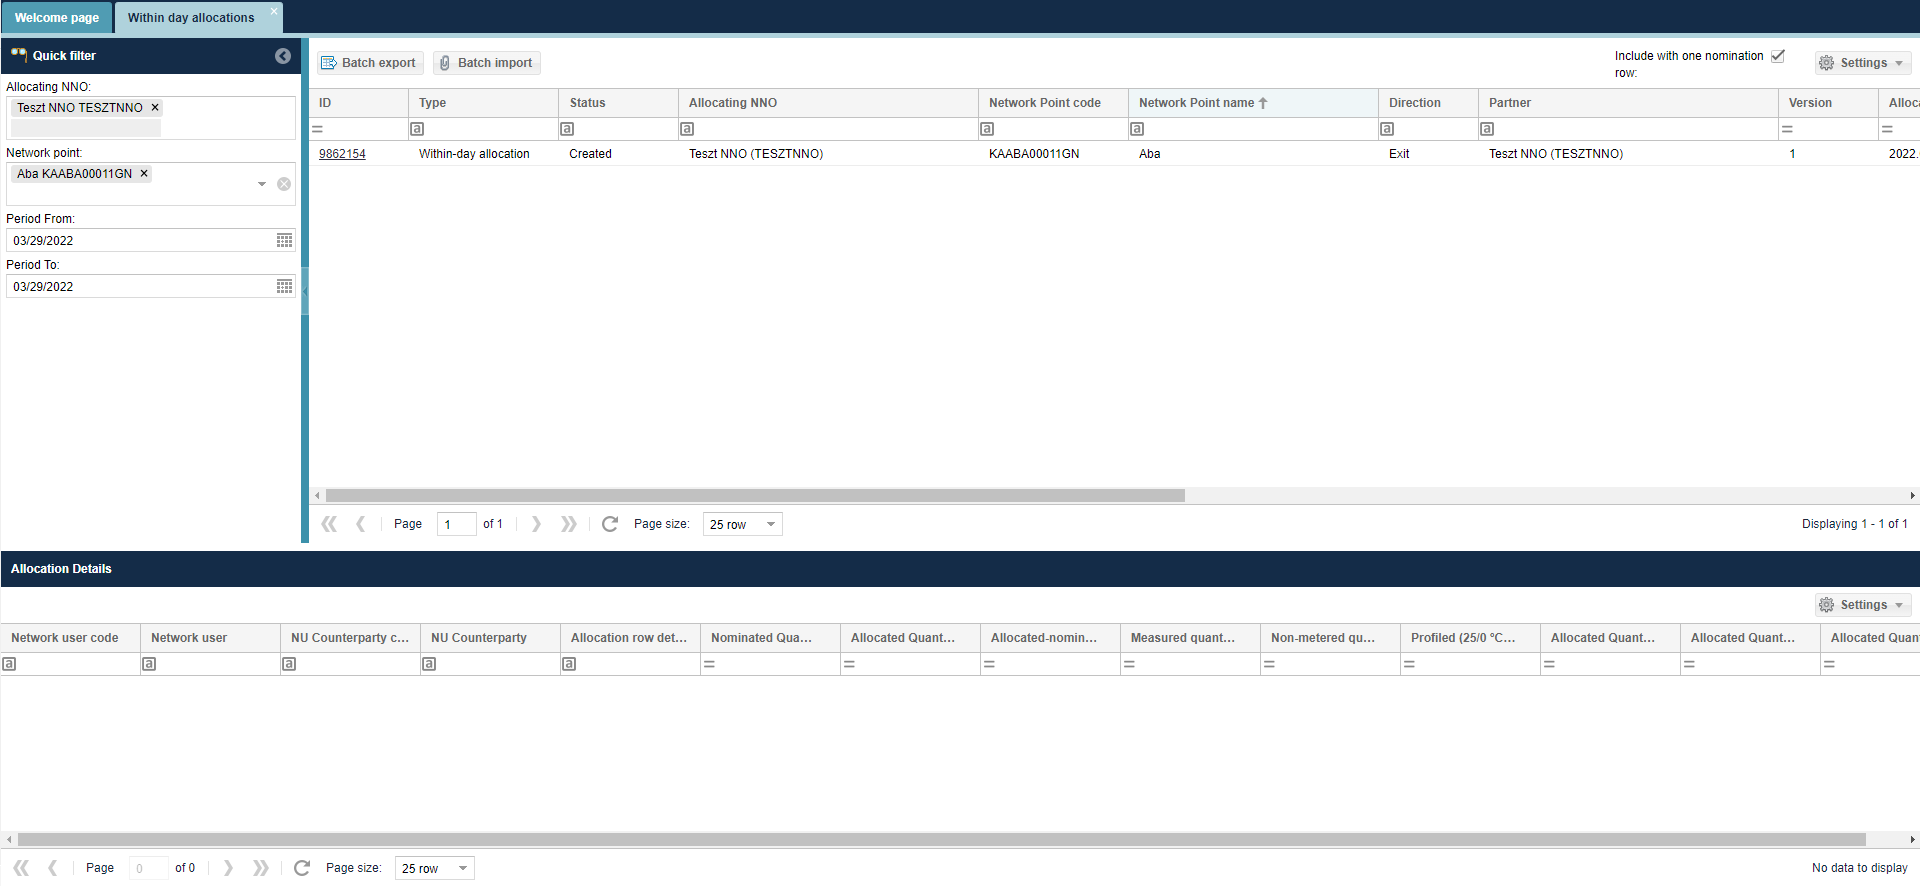 Welcome page
Within day allocations
Quick filter
Allocating NNO:
Teszt NNO TESZTNNO
Network point:
Aba KAABA00011GN
Period From:
03/29/2022
Period To:
03/29/2022
Batch export
Batch import
Include with one nomination
row:
Settings
ID Type Status Allocating NNO Network Point code Network Point name Direction Partner Version Alloca
9862154 Within-day allocation Created Teszt NNO (TESZTNNO) KAABA00011GN Aba Exit Teszt NNO (TESZTNNO) 1 2022.
Page 1 of 1 Page size: 25 row Displaying 1 - 1 of 1
Allocation Details
Settings
Network user code Network user NU Counterparty c... NU Counterparty Allocation row det... Nominated Qua... Allocated Quant... Allocated-nomin... Measured quant... Non-metered qu... Profiled (25/0 °C... Allocated Quant... Allocated Quant... Allocated Quan
Page 0 of 0 Page size: 25 row No data to display